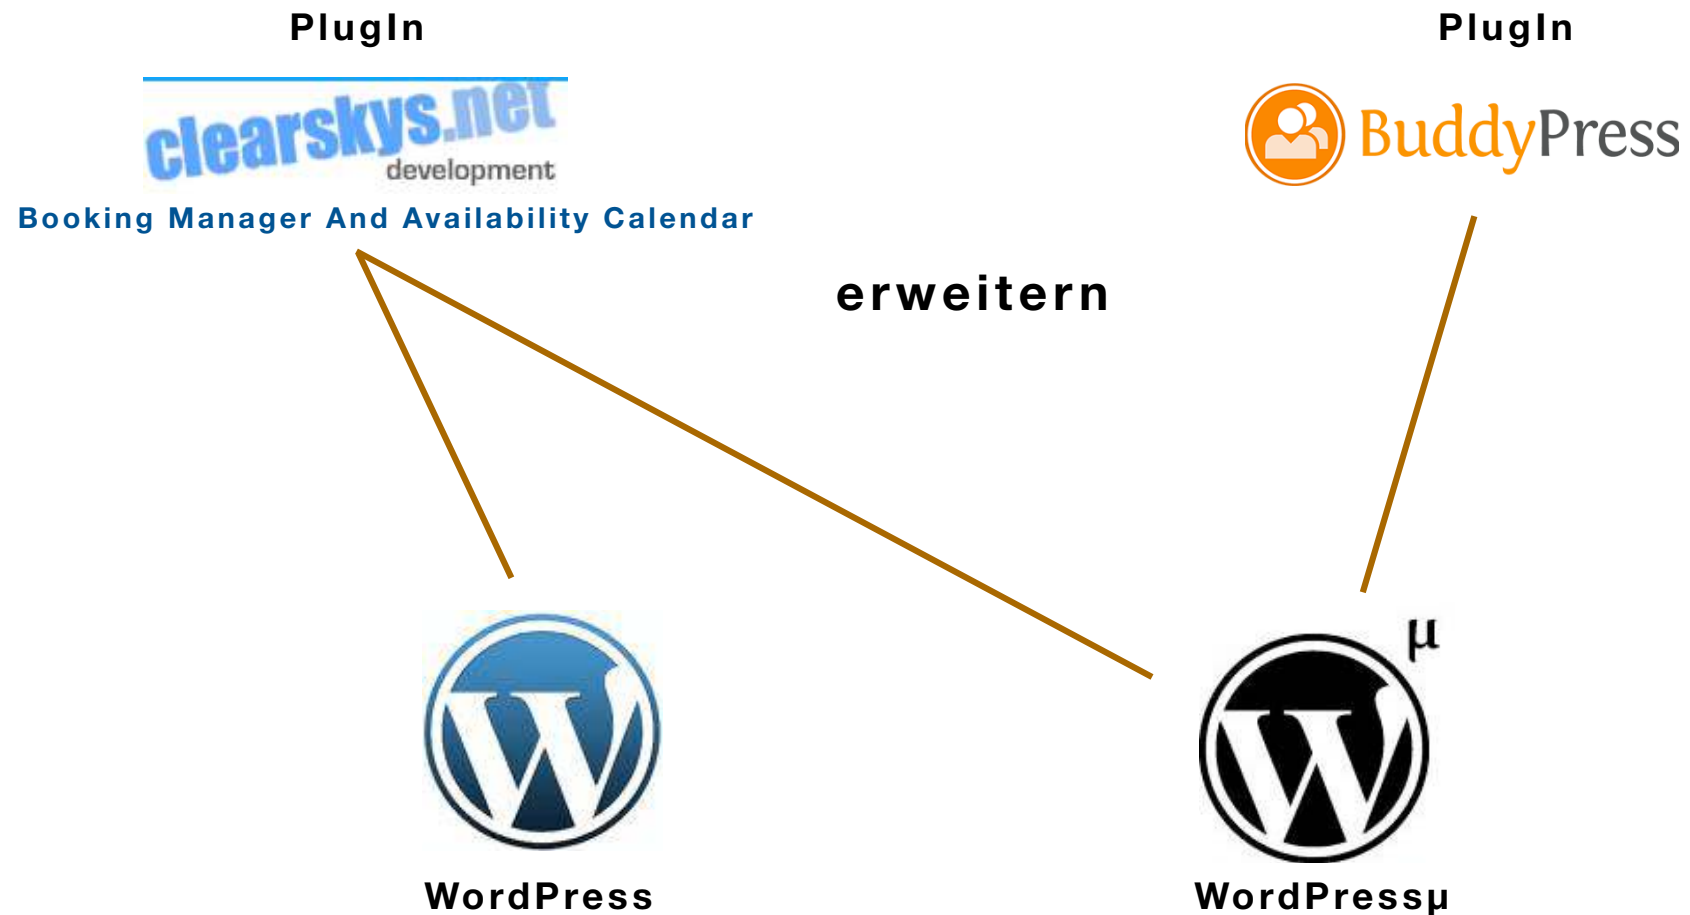 PlugIn
PlugIn
clearskys.net
development
BuddyPress
Booking Manager And Availability Calendar
erweitern
µ
WordPress
WordPressµ